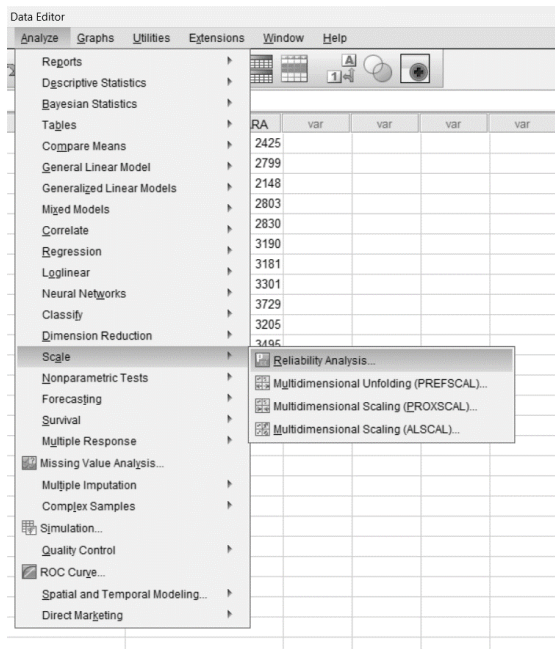 Data Editor
Analyze Graphs Utilities Extensions Window Help
A
1
RA var var var var
Reports
Descriptive Statistics
Bayesian Statistics
Tables
Compare Means
General Linear Model
Generalized Linear Models
Mixed Models
Correlate
Regression
Loglinear
Neural Networks
Classify
Dimension Reduction
Scale
Nonparametric Tests
Forecasting
Survival
Multiple Response
Missing Value Analysis...
Multiple Imputation
Complex Samples
Simulation...
Quality Control
ROC Curve...
Spatial and Temporal Modeling...
Direct Marketing
2425
2799
2148
2803
2830
3190
3181
3301
3729
3205
3495
Reliability Analysis...
Multidimensional Unfolding (PREFSCAL)...
Multidimensional Scaling (PROXSCAL)...
Multidimensional Scaling (ALSCAL)...